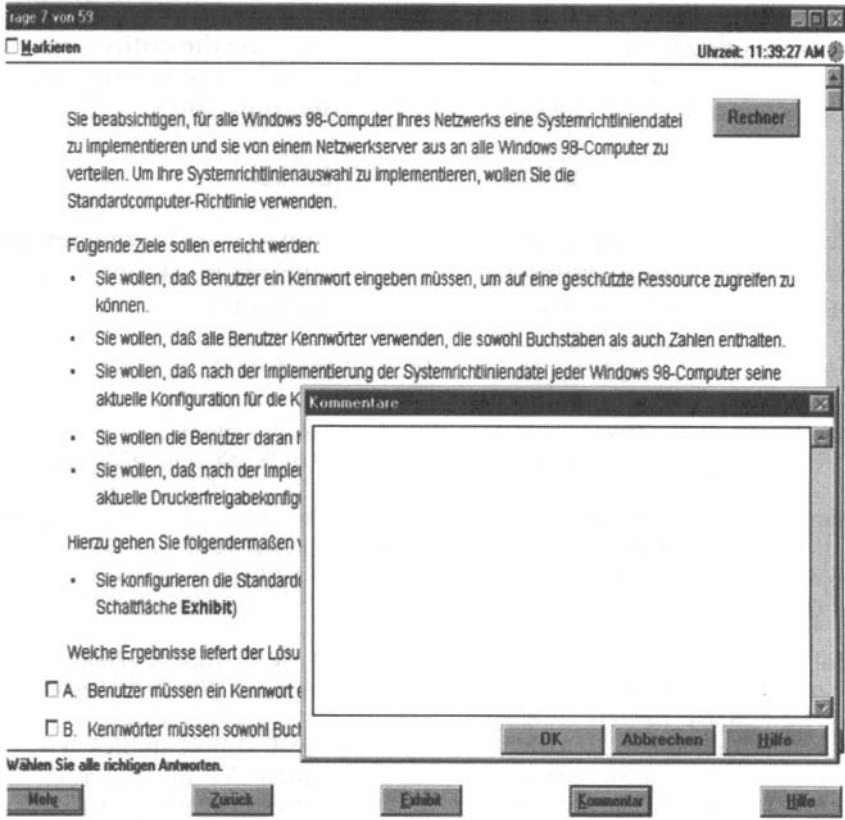 rage 7 von 59
Markieren
Uhrzeit: 11:39:27 AM
Sie beabsichtigen, für alle Windows 98-Computer Ihres Netzwerks eine Systemrichtliniendatei
zu implementieren und sie von einem Netzwerkserver aus an alle Windows 98-Computer zu
verteilen. Um Ihre Systemrichtlinienauswahl zu implementieren, wollen Sie die
Standardcomputer-Richtlinie verwenden.
Rechner
Folgende Ziele sollen erreicht werden:
• Sie wollen, daß Benutzer ein Kennwort eingeben müssen, um auf eine geschützte Ressource zugreifen zu
können.
• Sie wollen, daß alle Benutzer Kennwörter verwenden, die sowohl Buchstaben als auch Zahlen enthalten.
• Sie wollen, daß nach der Implementierung der Systemrichtliniendatei jeder Windows 98-Computer seine
aktuelle Konfiguration für die K
• Sie wollen die Benutzer daran h
• Sie wollen, daß nach der Imple
aktuelle Druckerfreigabekonfig
Hierzu gehen Sie folgendermaßen v
• Sie konfigurieren die Standard
Schaltfläche Exhibit)
Welche Ergebnisse liefert der Lösu
A. Benutzer müssen ein Kennwort e
B. Kennwörter müssen sowohl Buc
Kommentare
OK
Abbrechen
Hilfe
Wählen Sie alle richtigen Antworten.
Mehr
Zurück
Exhibit
Kommentar
Hilfe